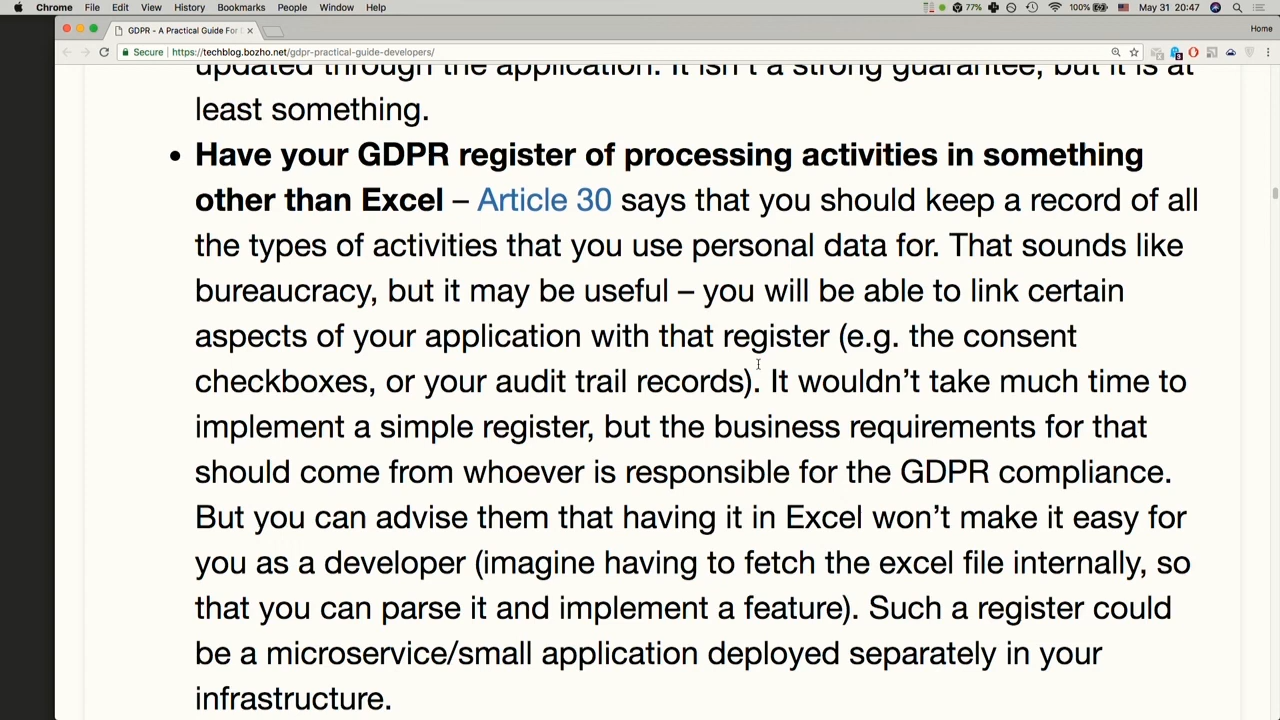 Chrome File Edit View History Bookmarks People Window Help 77% 100% May 31 20:47
GDPR - A Practical Guide For Home
Secure https://techblog.bozho.net/gdpr-practical-guide-developers/
updated through the application. It isn't a strong guarantee, but it is at
least something.
• Have your GDPR register of processing activities in something
other than Excel – Article 30 says that you should keep a record of all
the types of activities that you use personal data for. That sounds like
bureaucracy, but it may be useful – you will be able to link certain
aspects of your application with that register (e.g. the consent
checkboxes, or your audit trail records). It wouldn’t take much time to
implement a simple register, but the business requirements for that
should come from whoever is responsible for the GDPR compliance.
But you can advise them that having it in Excel won’t make it easy for
you as a developer (imagine having to fetch the excel file internally, so
that you can parse it and implement a feature). Such a register could
be a microservice/small application deployed separately in your
infrastructure.